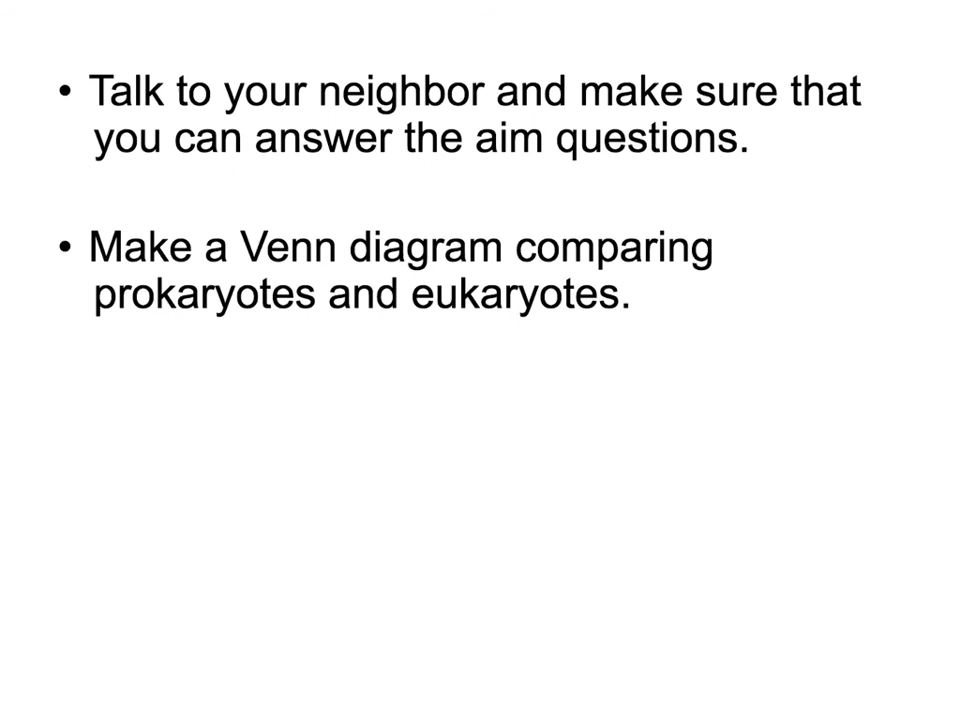 • Talk to your neighbor and make sure that
you can answer the aim questions.
• Make a Venn diagram comparing
prokaryotes and eukaryotes.